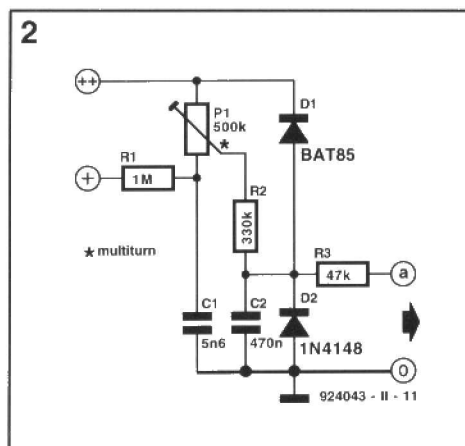 2
++
D1
P1
500k
*
BAT85
+
R1
1M
R2
330k
* multiturn
R3
47k
a
C1
5n6
C2
470n
D2
1N4148
0
924043 - II - 11